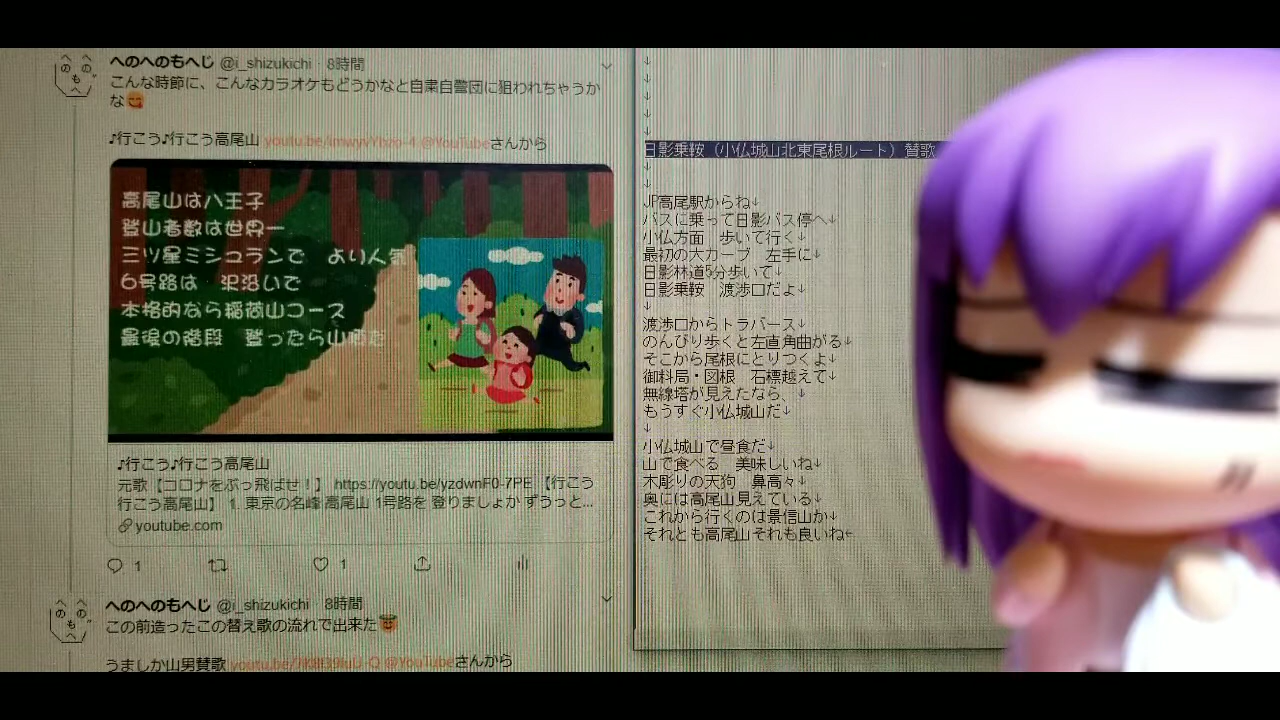 へのへのもへじ @i_shizukichi · 8時間
こんな時節に、こんなカラオケもどうかなと自粛自警団に狙われちゃうか
な
♪行こう♪行こう高尾山 @YouTubeさんから
高尾山は八王子
登山者数は世界一
三ツ星ミシュランで より人気
6号路は 沢沿いで
本格的なら稲荷山コース
最後の階段 登ったら山頂だ
♪行こう♪行こう高尾山
元歌【コロナをぶっ飛ばせ！】 https://youtu.be/yzdwnF0-7PE 【行こう
行こう高尾山】 1. 東京の名峰 高尾山 1号路を 登りましょか ずうっと...
youtube.com
1 1
へのへのもへじ @i_shizukichi · 8時間
この前造ったこの替え歌の流れで出来た
うましか山男賛歌 @YouTubeさんから
↓
↓
↓
↓
↓
日影乗鞍（小仏城山北東尾根ルート）賛歌
↓
↓
JP高尾駅からね↓
バスに乗って日影バス停へ↓
小仏方面 歩いて行く↓
最初の大カーブ 左手に↓
日影林道5分歩いて↓
日影乗鞍 渡渉口だよ↓
↓
渡渉口からトラバース↓
のんびり歩くと左直角曲がる↓
そこから尾根にとりつくよ↓
御料局・図根 石標越えて↓
無線塔が見えたなら、↓
もうすぐ小仏城山だ↓
↓
小仏城山で昼食だ↓
山で食べる 美味しいね↓
木彫りの天狗 鼻高々↓
奥には高尾山見えている↓
これから行くのは景信山か↓
それとも高尾山それも良いね←